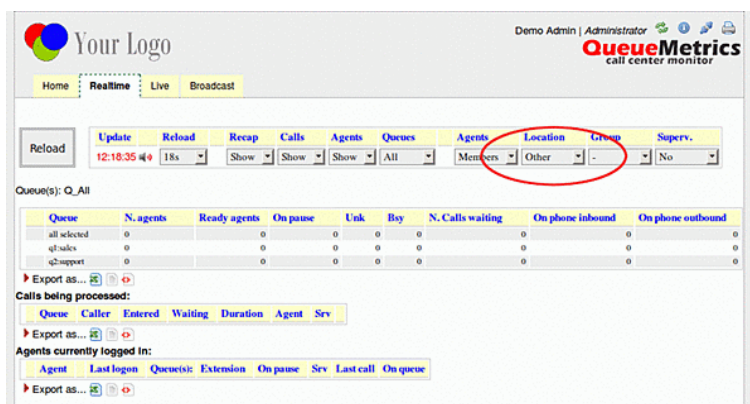 Your Logo
Demo Admin | Administrator
QueueMetrics
call center monitor
Home Realtime Live Broadcast
Reload
Update Reload Recap Calls Agents Queues Agents Location Group Superv.
12:18:35 18s Show Show Show All Members Other - No
Queue(s): Q_All
Queue N. agents Ready agents On pause Unk Bsy N. Calls waiting On phone inbound On phone outbound
all selected 0 0 0 0 0 0 0 0
q1:sales 0 0 0 0 0 0 0 0
q2:support 0 0 0 0 0 0 0 0
Export as...
Calls being processed:
Queue Caller Entered Waiting Duration Agent Srv
Export as...
Agents currently logged in:
Agent Last logon Queue(s): Extension On pause Srv Last call On queue
Export as...